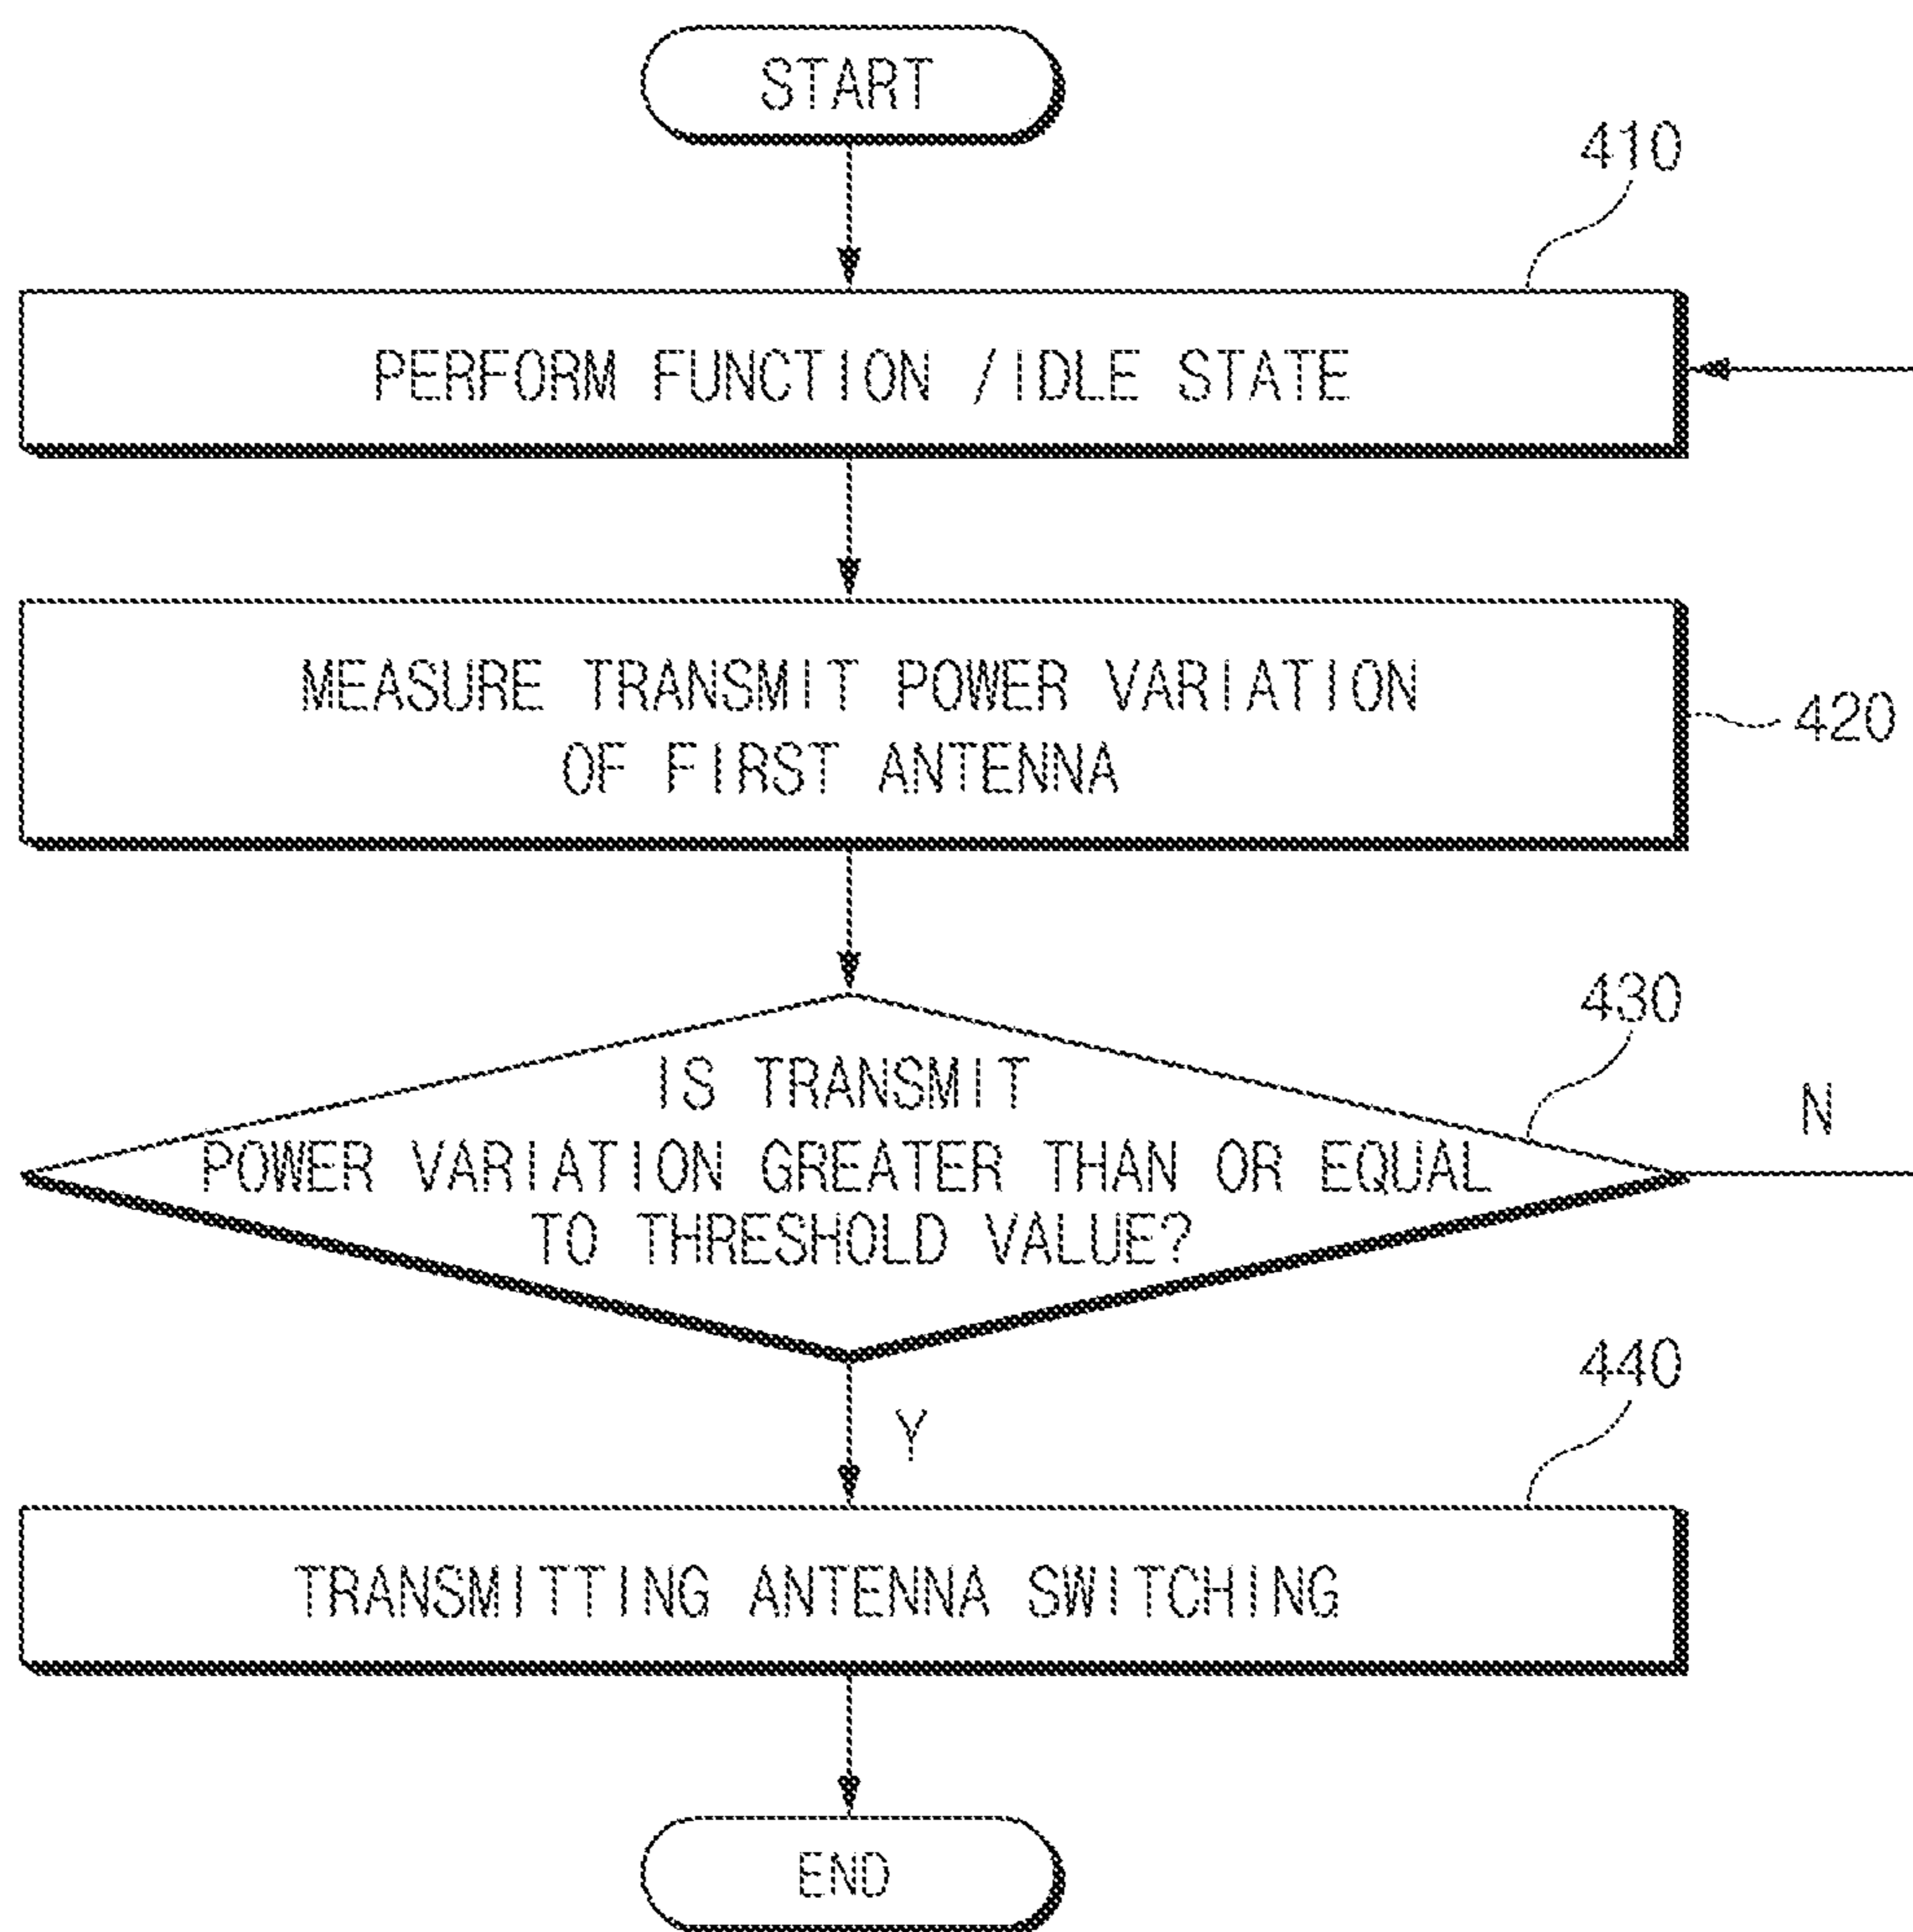 START
410
PERFORM FUNCTION /IDLE STATE
MEASURE TRANSMIT POWER VARIATION
OF FIRST ANTENNA
420
430
IS TRANSMIT
POWER VARIATION GREATER THAN OR EQUAL
TO THRESHOLD VALUE?
N
Y
440
TRANSMITTING ANTENNA SWITCHING
END